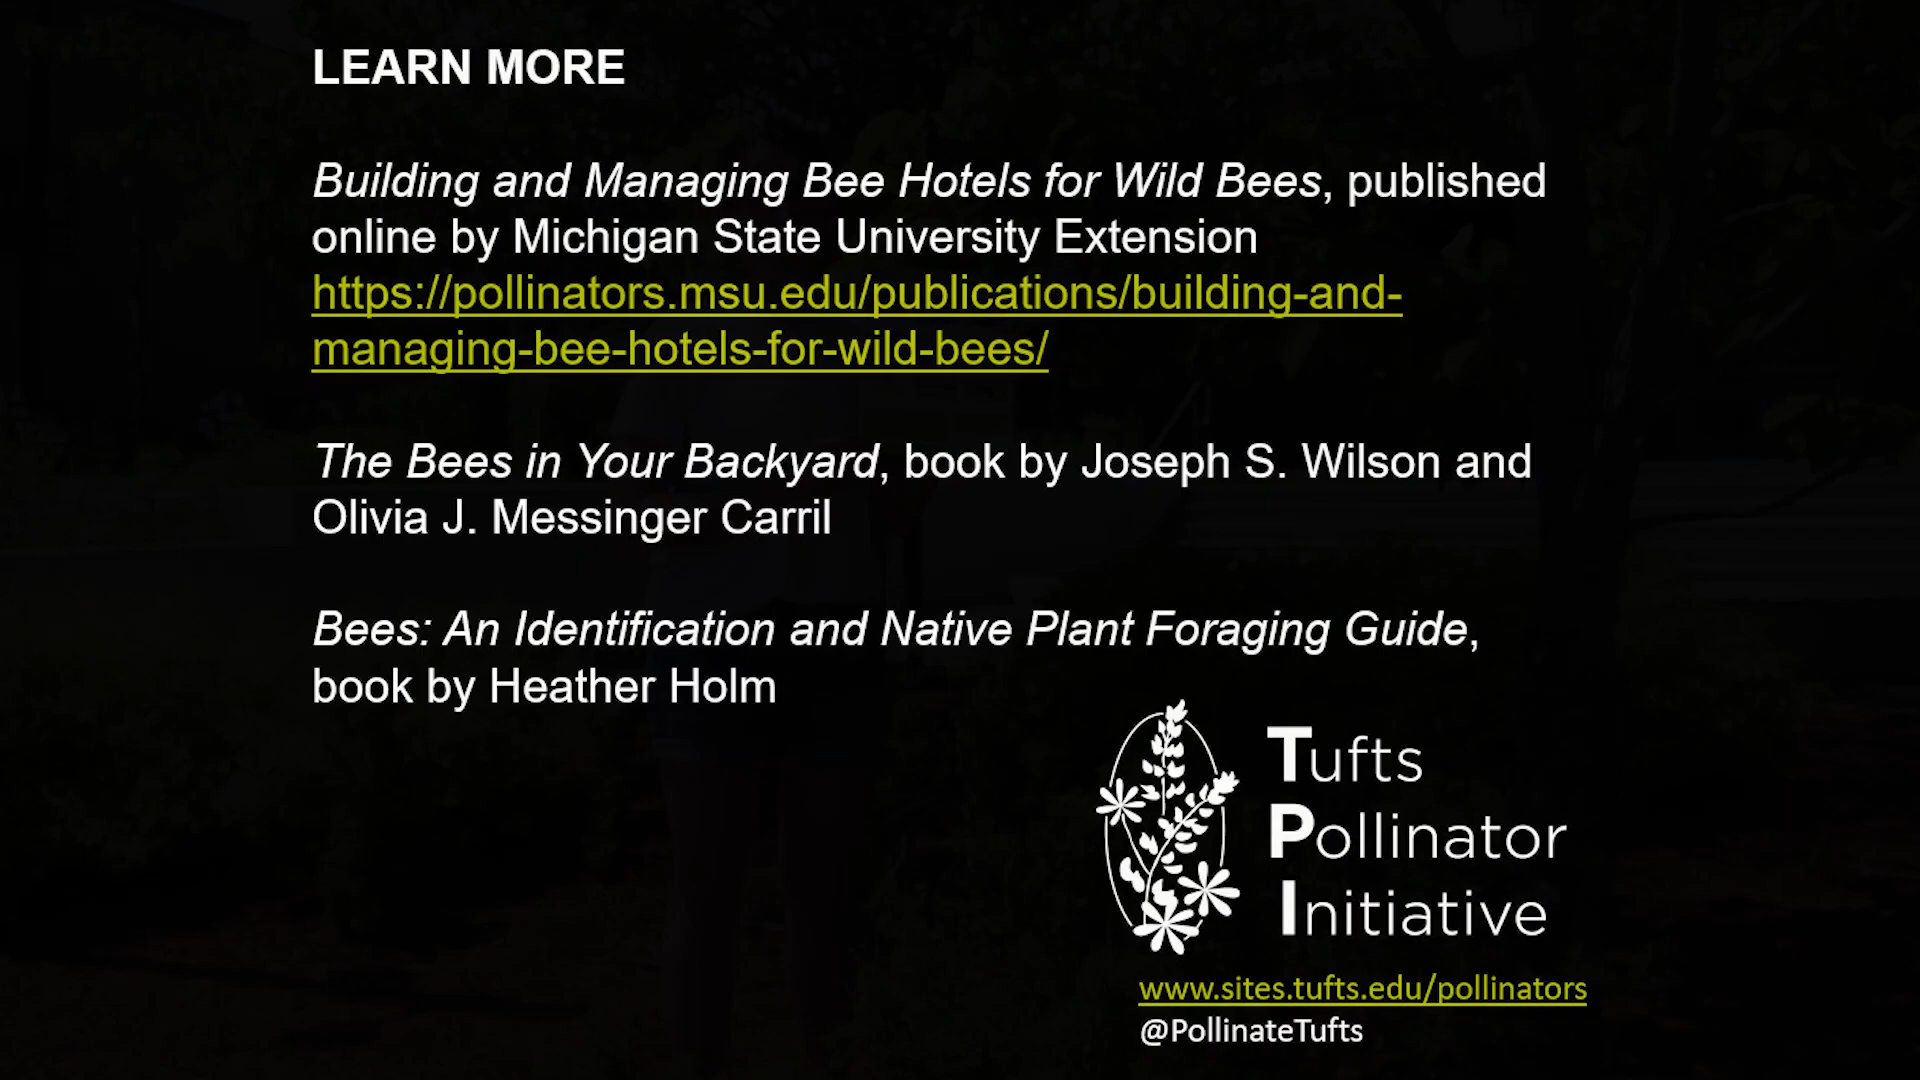 LEARN MORE
Building and Managing Bee Hotels for Wild Bees, published
online by Michigan State University Extension
https://pollinators.msu.edu/publications/building-and-
managing-bee-hotels-for-wild-bees/
The Bees in Your Backyard, book by Joseph S. Wilson and
Olivia J. Messinger Carril
Bees: An Identification and Native Plant Foraging Guide,
book by Heather Holm
Tufts
Pollinator
Initiative
www.sites.tufts.edu/pollinators
@PollinateTufts